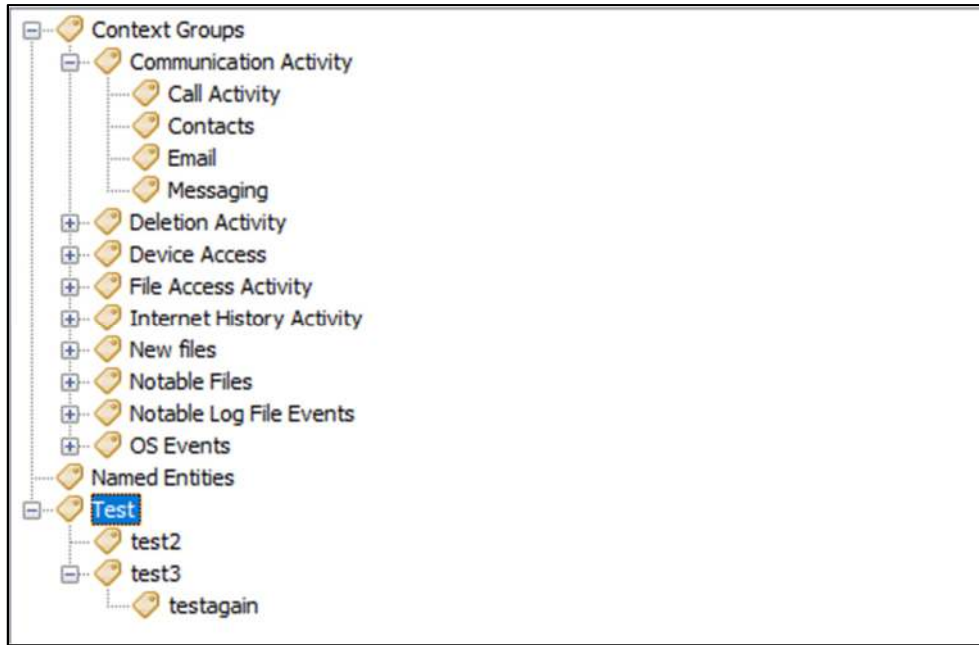 Context Groups
Communication Activity
Call Activity
Contacts
Email
Messaging
Deletion Activity
Device Access
File Access Activity
Internet History Activity
New files
Notable Files
Notable Log File Events
OS Events
Named Entities
Test
test2
test3
testagain